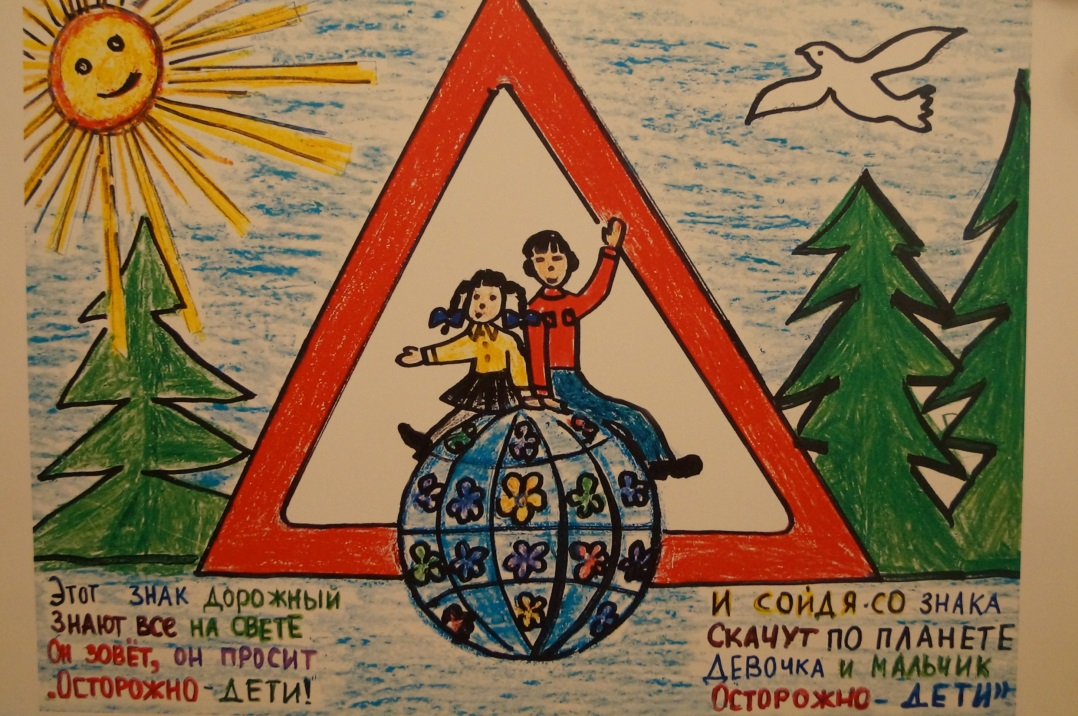 Этот знак дорожный
Знают все на свете
Он зовёт, он просит
„Осторожно-дети!
И сойдя·со знака
скачут по планете
девочка и мальчик
Осторожно- дети"